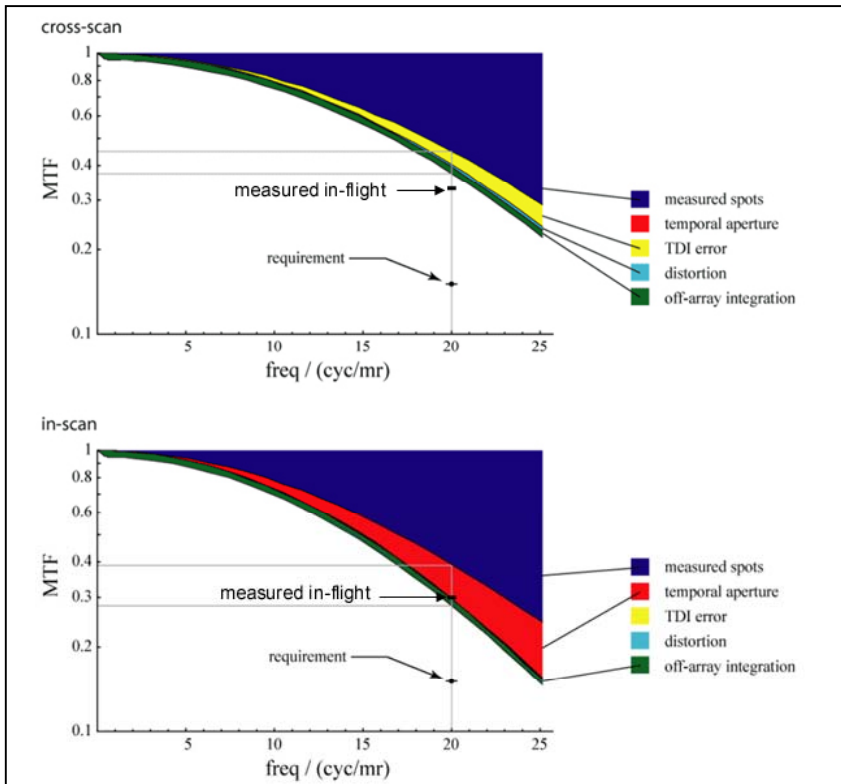 cross-scan
1
0.8
0.6
0.4
0.3
0.2
0.1
MTF
measured in-flight
requirement
5
10
15
20
25
freq / (cyc/mr)
measured spots
temporal aperture
TDI error
distortion
off-array integration
in-scan
1
0.8
0.6
0.4
0.3
0.2
0.1
MTF
measured in-flight
requirement
5
10
15
20
25
freq / (cyc/mr)
measured spots
temporal aperture
TDI error
distortion
off-array integration